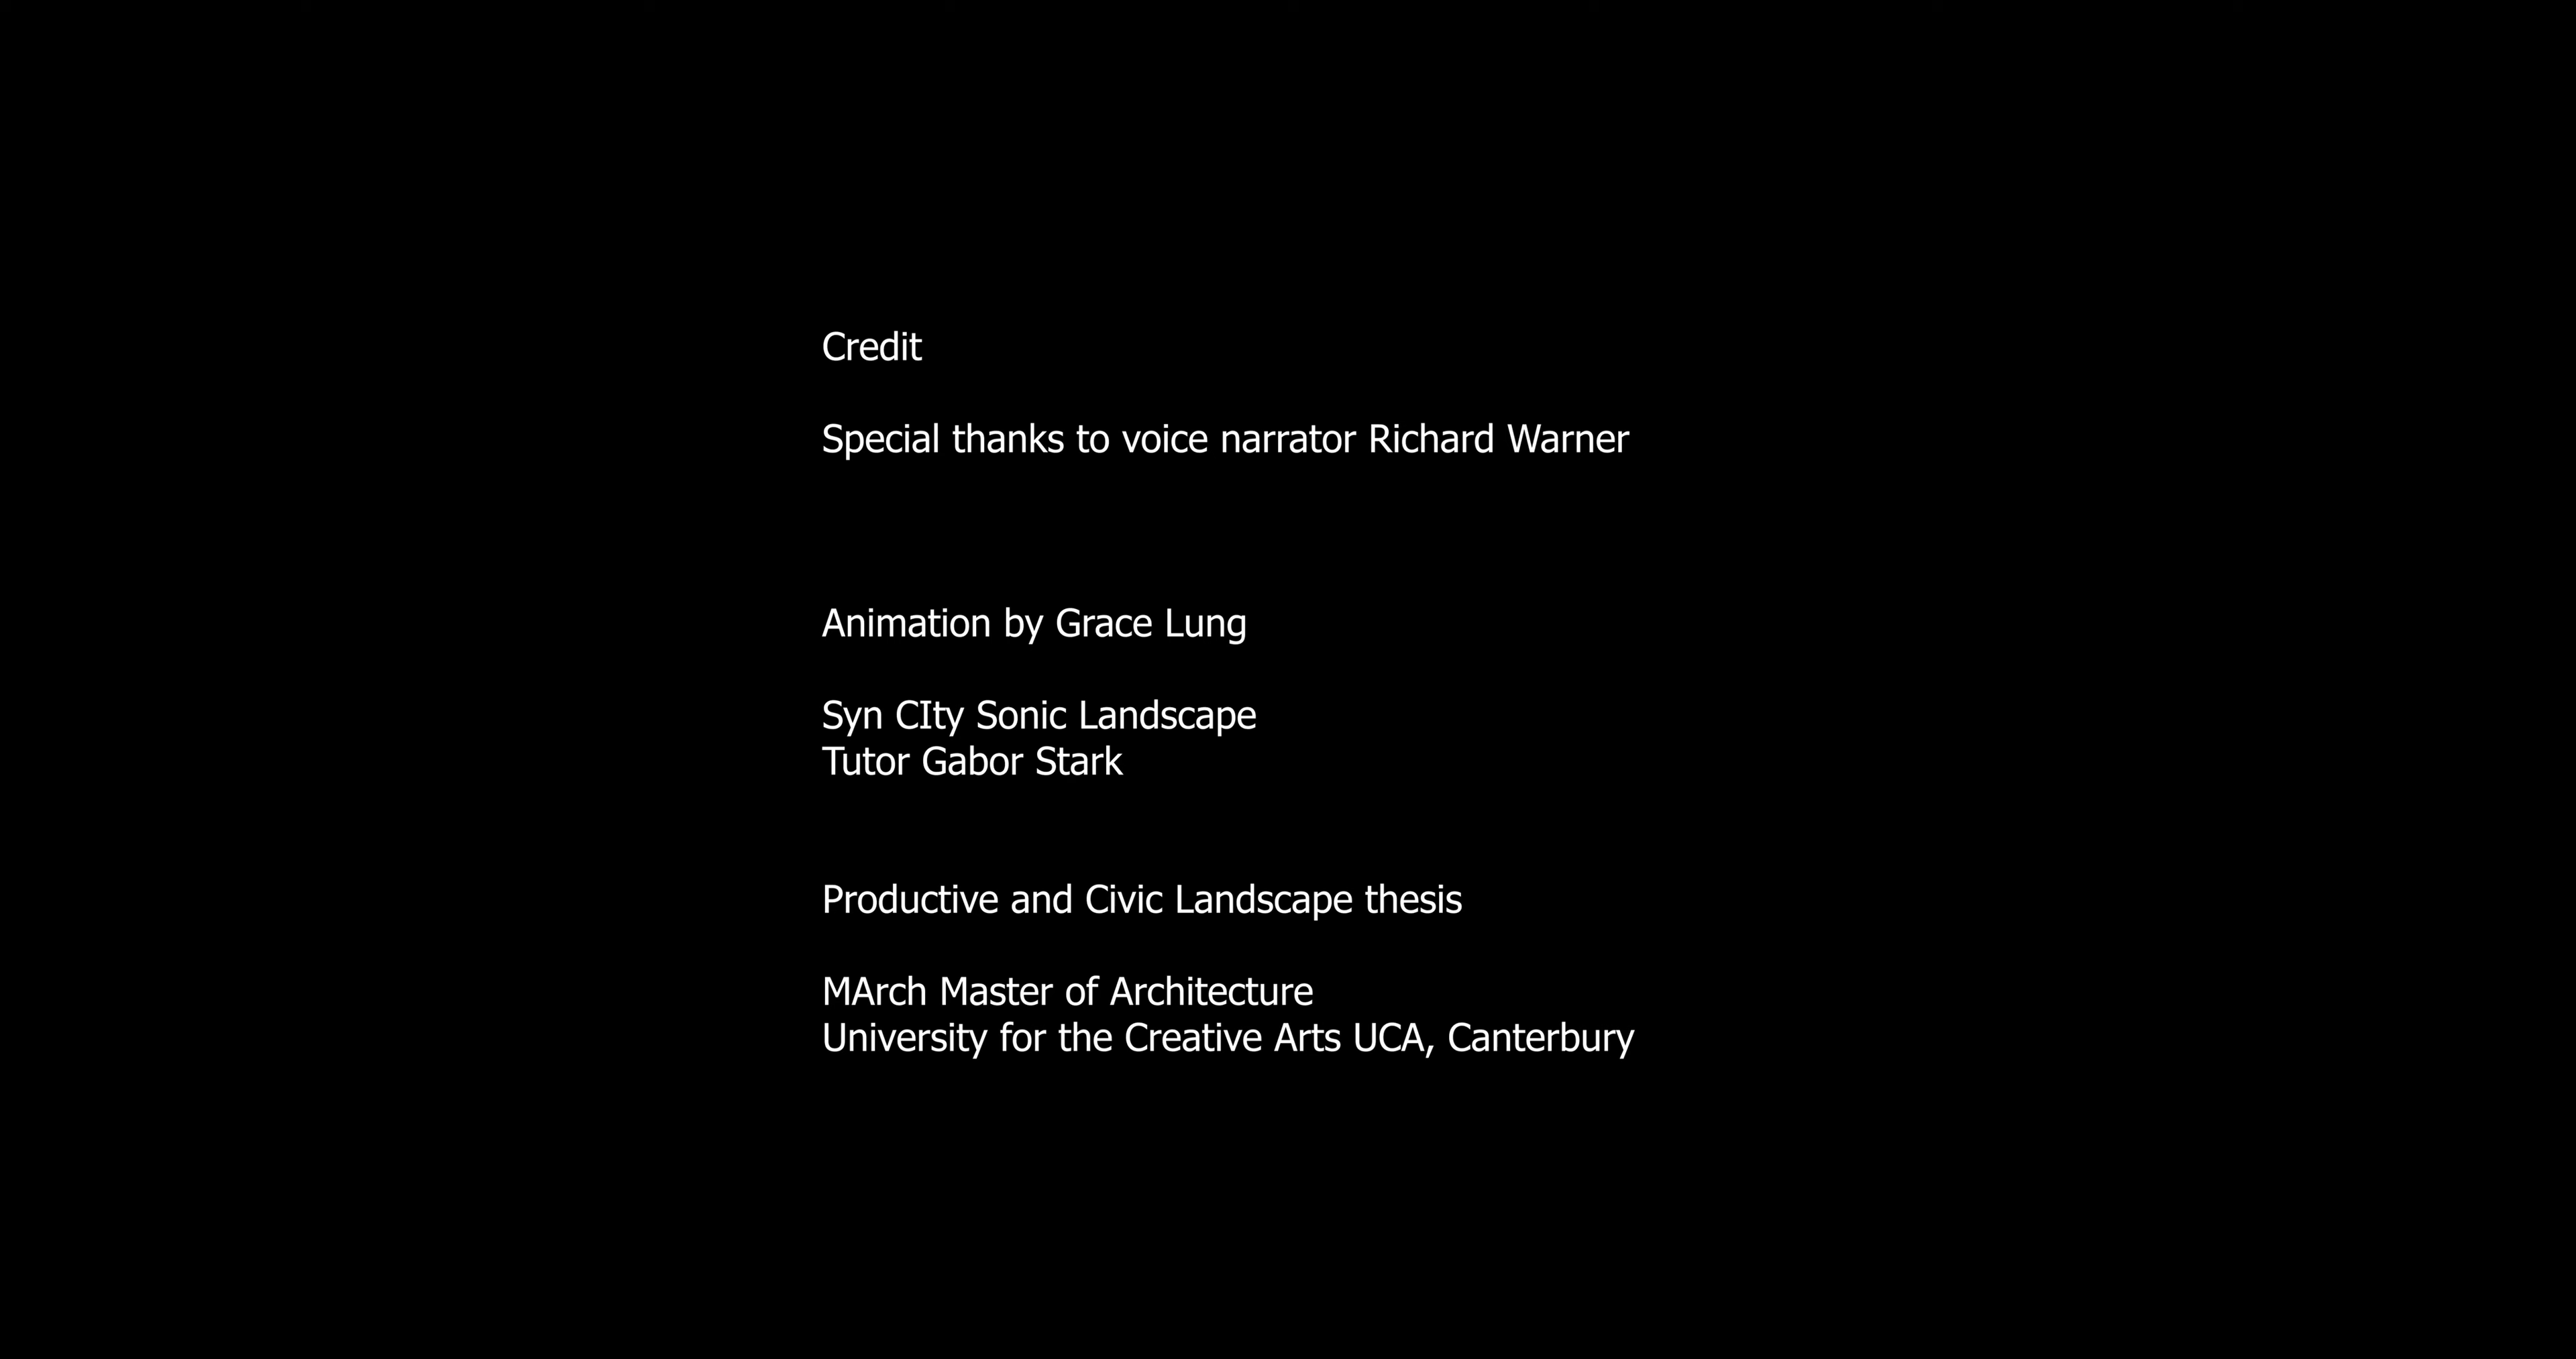 Credit
Special thanks to voice narrator Richard Warner
Animation by Grace Lung
Syn CIty Sonic Landscape
Tutor Gabor Stark
Productive and Civic Landscape thesis
MArch Master of Architecture
University for the Creative Arts UCA, Canterbury